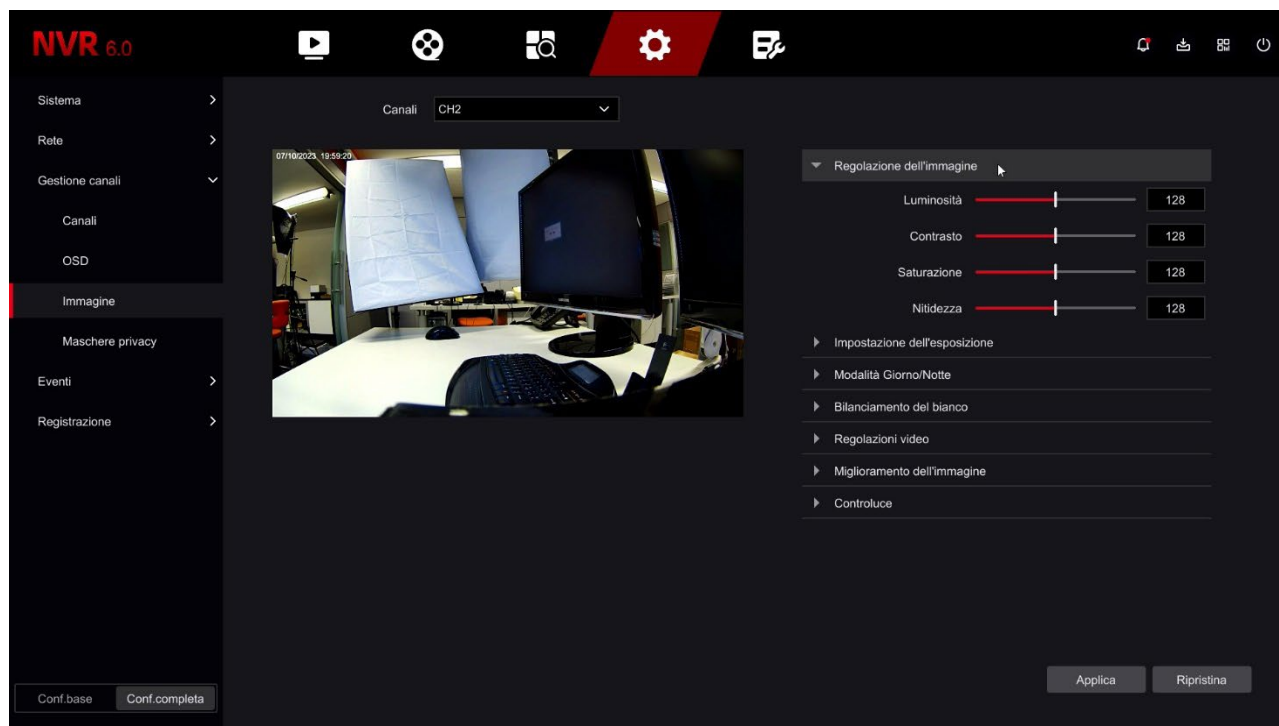 NVR 6.0
Sistema
Rete
Gestione canali
Canali
OSD
Immagine
Maschere privacy
Eventi
Registrazione
Conf.base Conf.completa
Canali CH2
07/10/2023 19:59:20
Regolazione dell'immagine
Luminosità 128
Contrasto 128
Saturazione 128
Nitidezza 128
Impostazione dell'esposizione
Modalità Giorno/Notte
Bilanciamento del bianco
Regolazioni video
Miglioramento dell'immagine
Controluce
Applica Ripristina